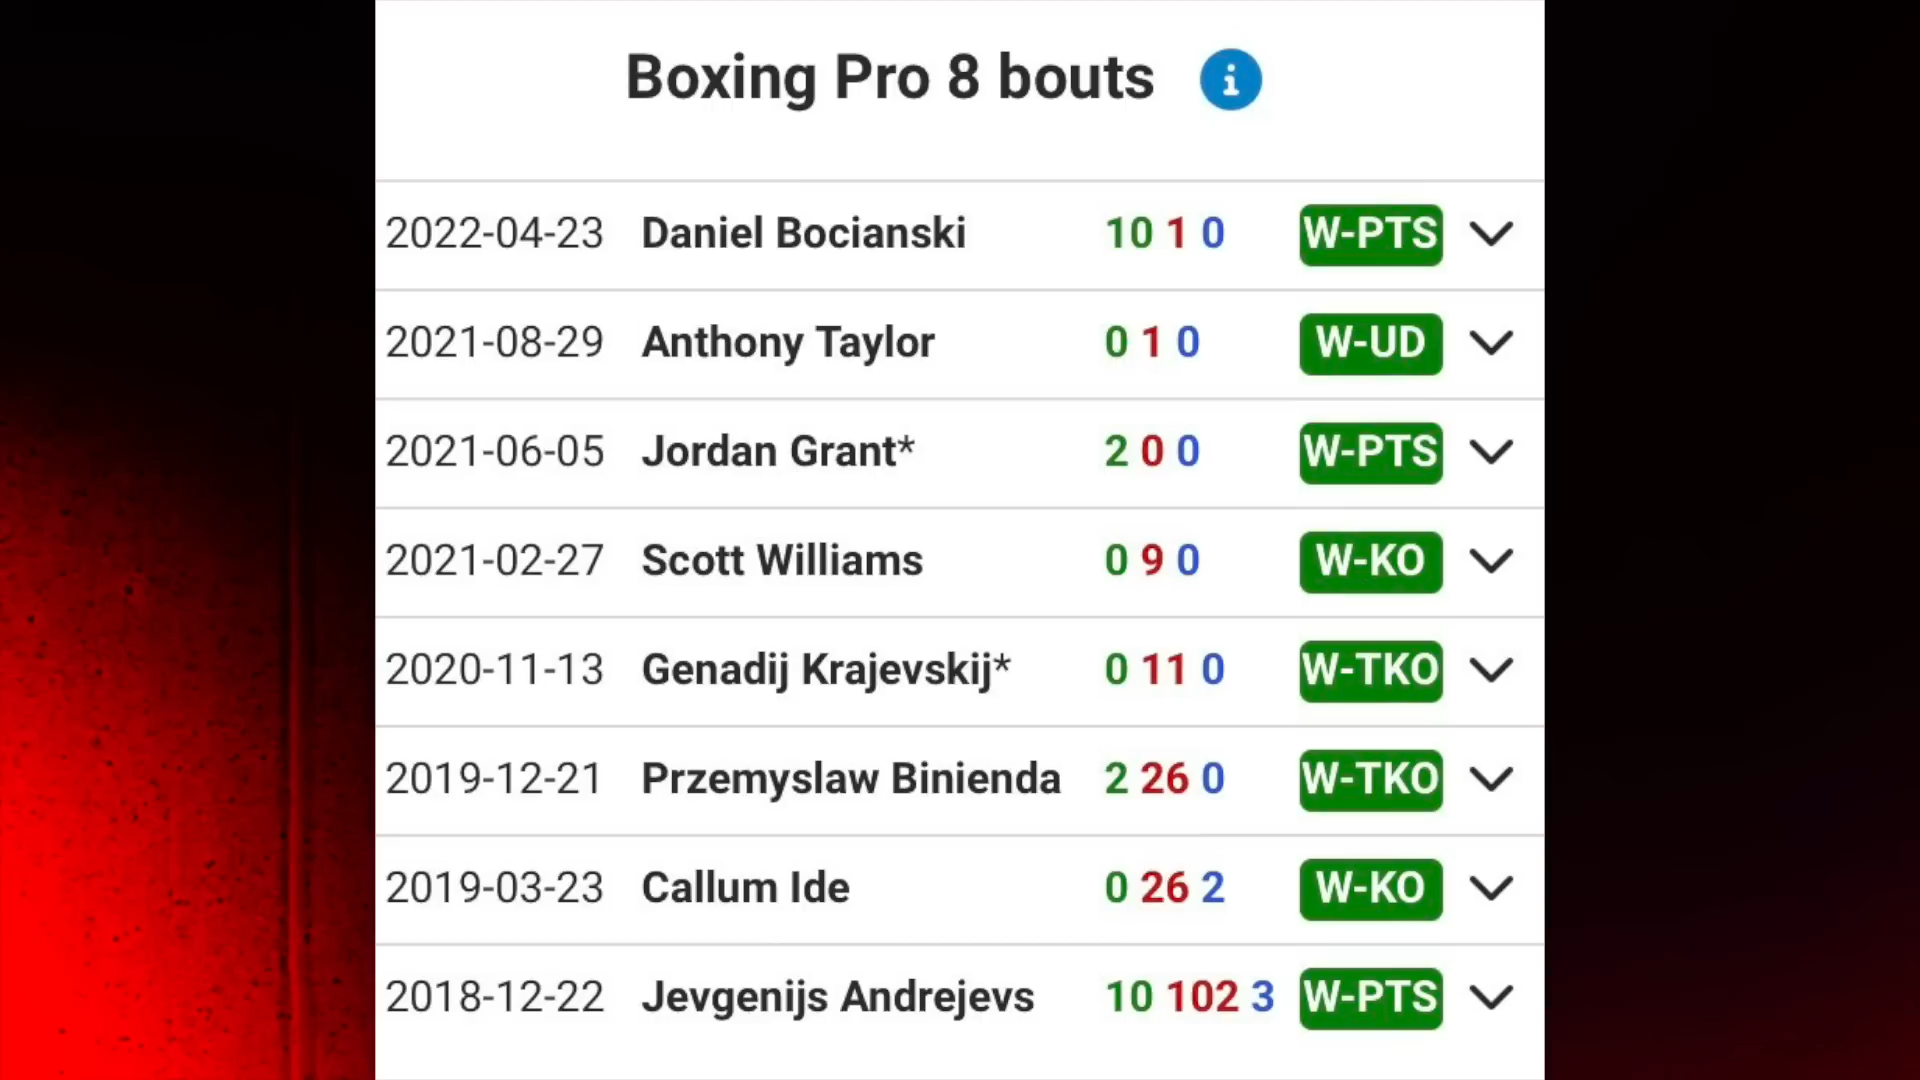 Boxing Pro 8 bouts i
2022-04-23 Daniel Bocianski 10 1 0 W-PTS
2021-08-29 Anthony Taylor 0 1 0 W-UD
2021-06-05 Jordan Grant* 2 0 0 W-PTS
2021-02-27 Scott Williams 0 9 0 W-KO
2020-11-13 Genadij Krajevskij* 0 11 0 W-TKO
2019-12-21 Przemyslaw Binienda 2 26 0 W-TKO
2019-03-23 Callum Ide 0 26 2 W-KO
2018-12-22 Jevgenijs Andrejevs 10 102 3 W-PTS